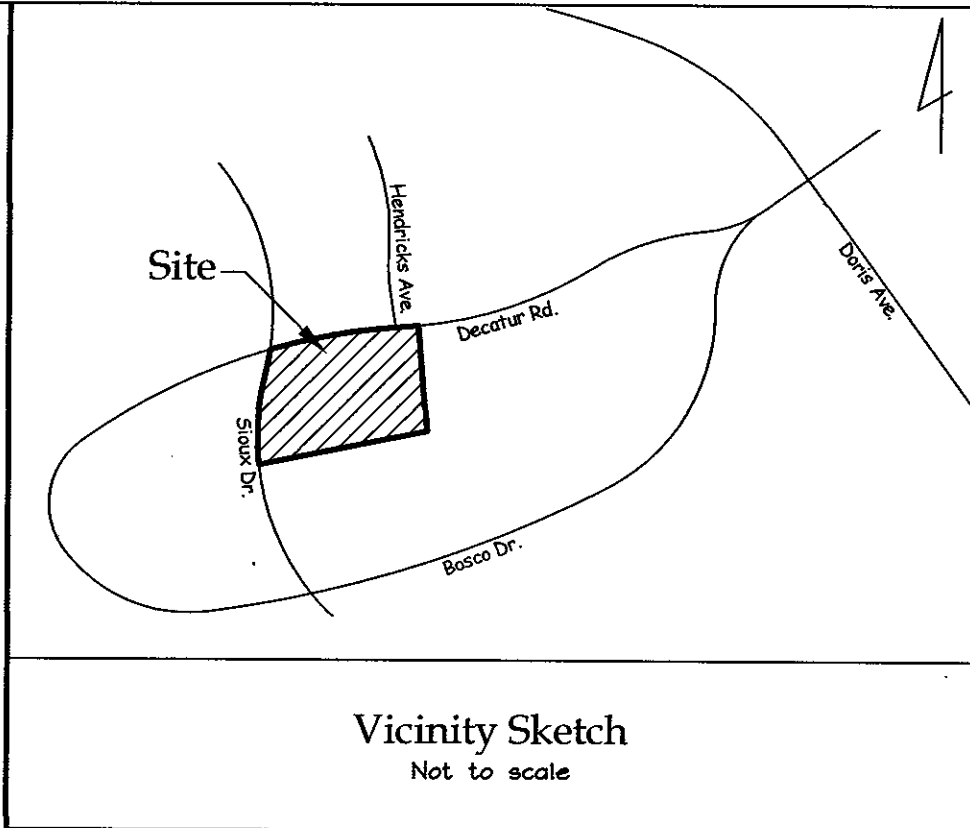 Hendricks Ave.
Site
Doris Ave.
Decatur Rd.
Sioux Dr.
Bosco Dr.
Vicinity Sketch
Not to scale